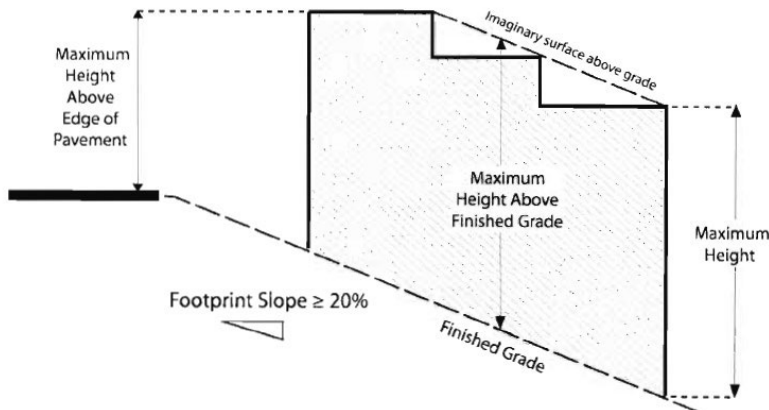 Maximum
Height
Above
Edge of
Pavement
Imaginary surface above grade
Maximum
Height Above
Finished Grade
Maximum
Height
Footprint Slope ≥ 20%
Finished Grade